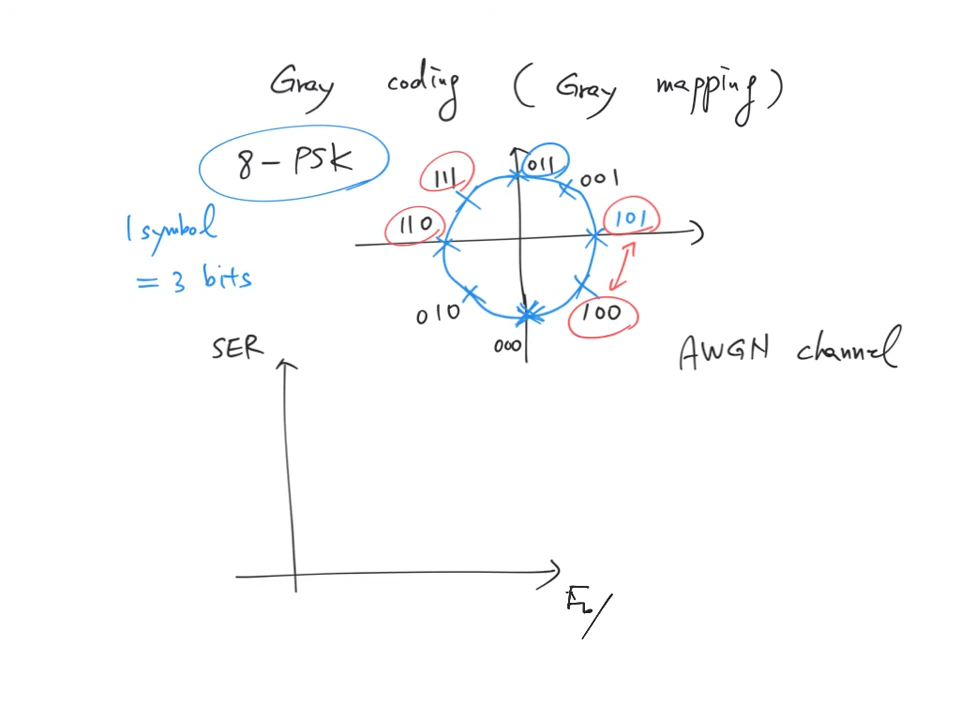 Gray coding (Gray mapping)
8-PSK
1 symbol
= 3 bits
011
001
111
101
110
010
100
000
SER
AWGN channel
Eb/